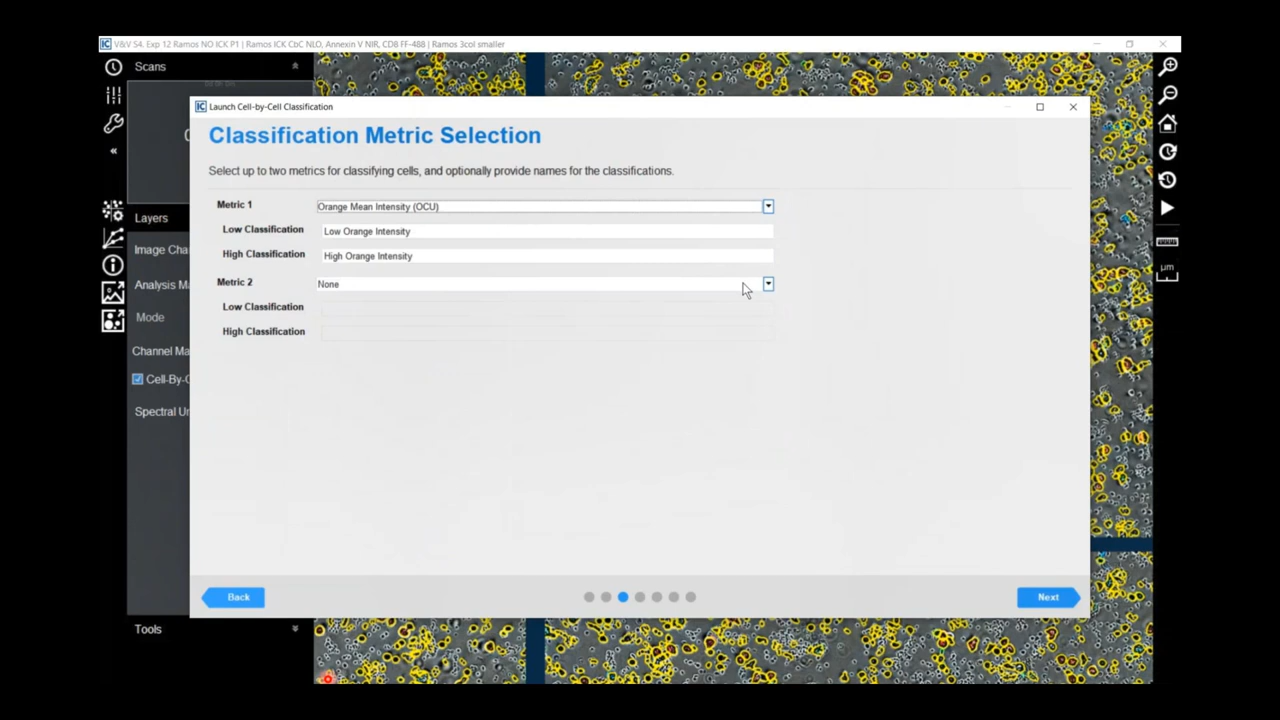 V&V S4. Exp 12 Ramos NO ICK P1 | Ramos ICK CbC NLO, Annexin V NIR, CD8 FF-488 | Ramos 3col smaller
Scans
Launch Cell-by-Cell Classification
Classification Metric Selection
Select up to two metrics for classifying cells, and optionally provide names for the classifications.
Metric 1 Orange Mean Intensity (OCU)
Low Classification Low Orange Intensity
High Classification High Orange Intensity
Metric 2 None
Low Classification
High Classification
Layers
Image Cha
Analysis Ma
Mode
Channel Ma
Cell-By-C
Spectral Un
Back
Next
Tools
µm